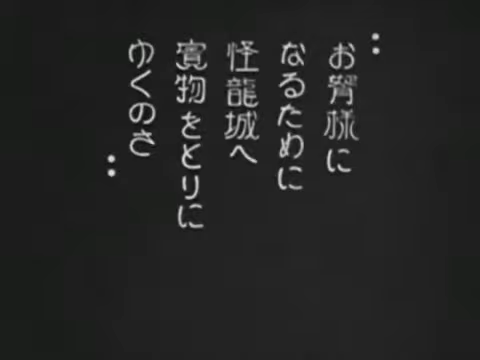 お聟様に
なるために
怪龍城へ
寳物をとりに
ゆくのさ